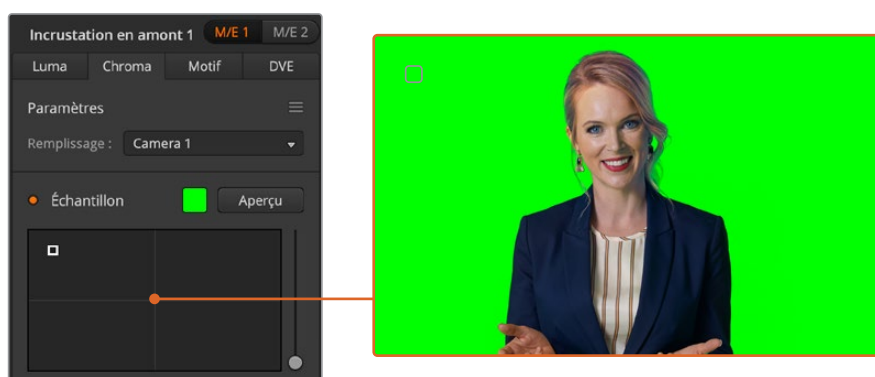 Incrustation en amont 1 M/E 1 M/E 2
Luma Chroma Motif DVE
Paramètres
Remplissage : Camera 1
Échantillon Aperçu